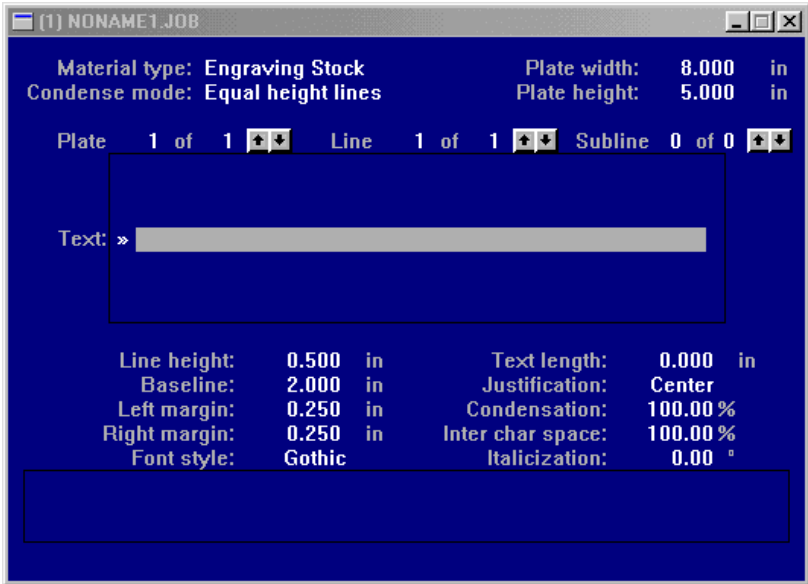 (1) NONAME1.JOB
Material type: Engraving Stock Plate width: 8.000 in
Condense mode: Equal height lines Plate height: 5.000 in
Plate 1 of 1 Line 1 of 1 Subline 0 of 0
Text: »
Line height: 0.500 in Text length: 0.000 in
Baseline: 2.000 in Justification: Center
Left margin: 0.250 in Condensation: 100.00 %
Right margin: 0.250 in Inter char space: 100.00 %
Font style: Gothic Italicization: 0.00 °